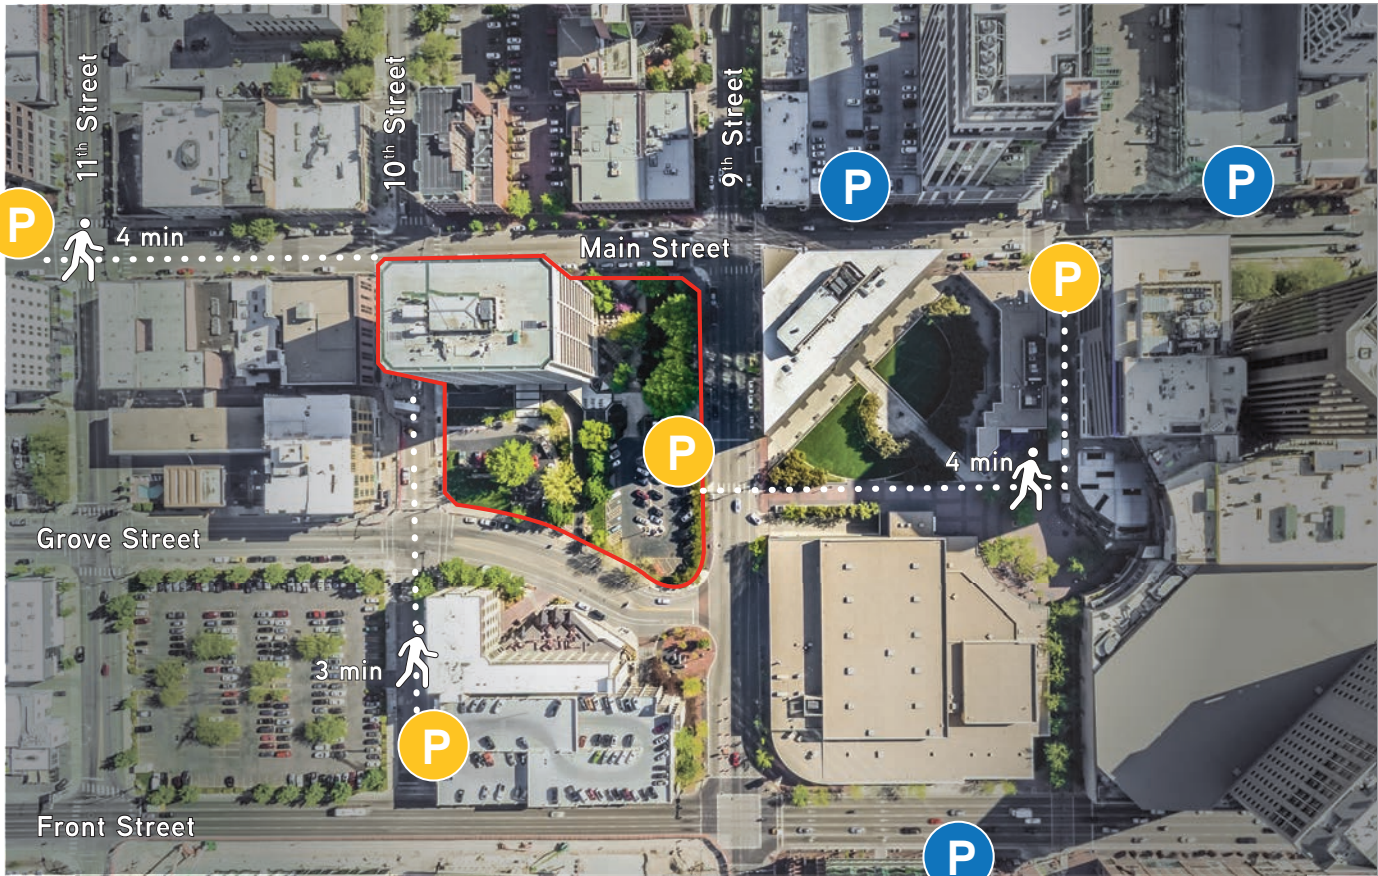 11th Street
10th Street
9th Street
P
P
P
4 min
Main Street
P
P
4 min
Grove Street
3 min
P
Front Street
P